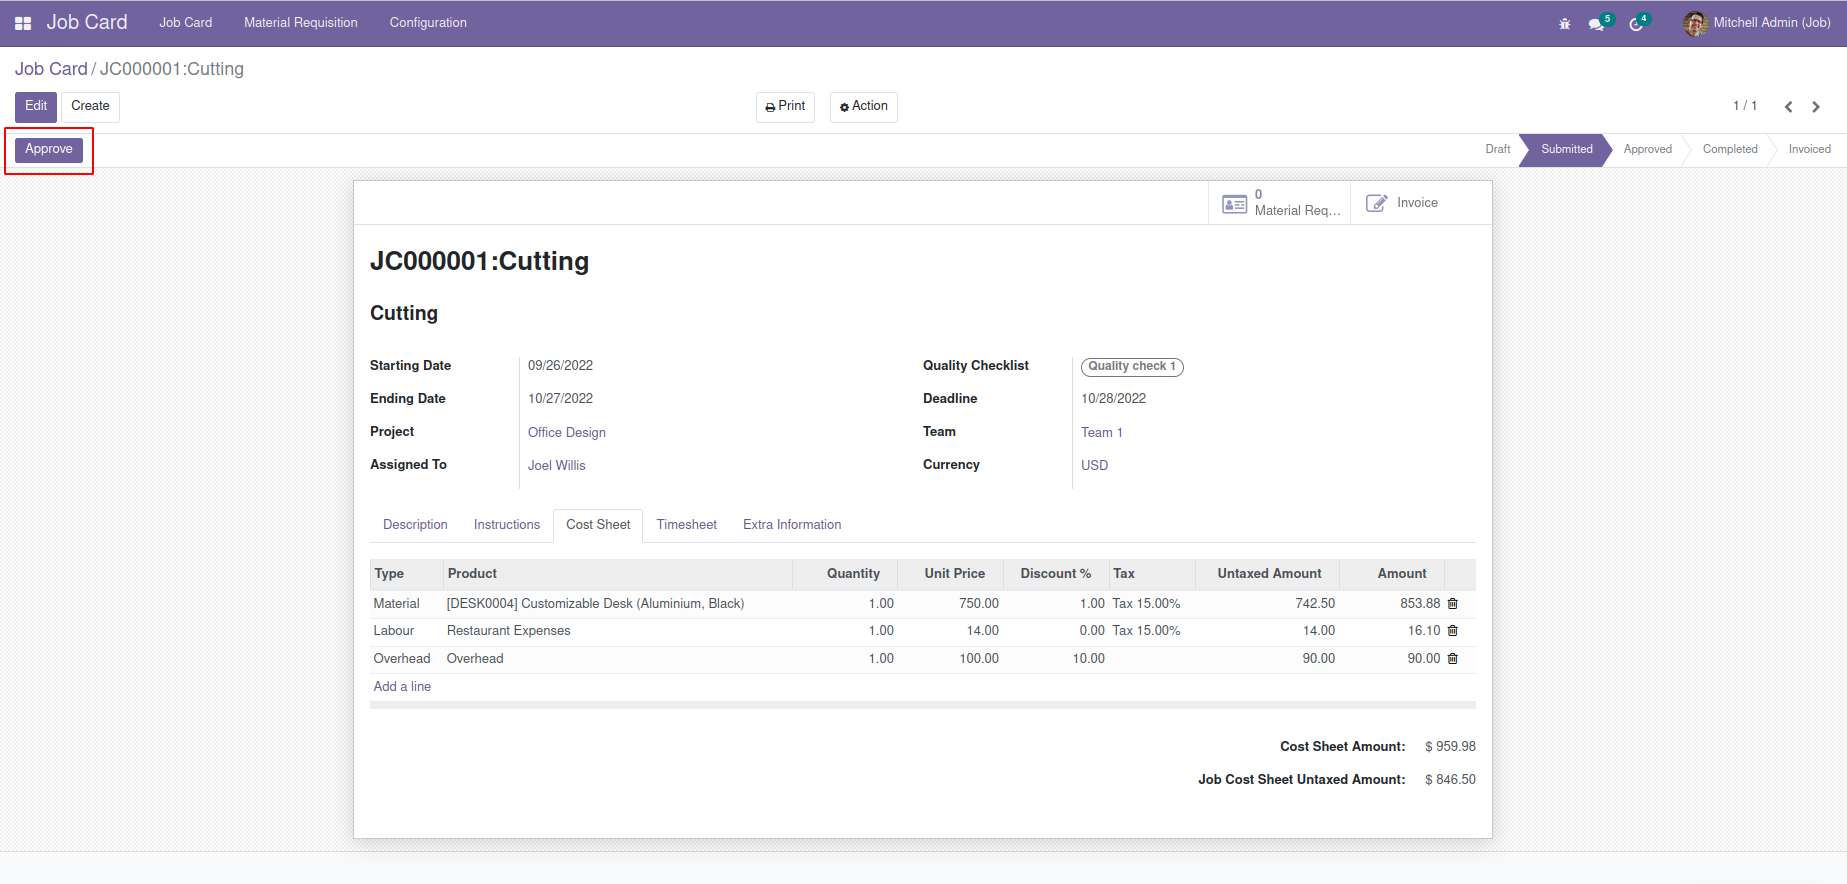 Job Card Job Card Material Requisition Configuration 5 4 Mitchell Admin (Job)
Job Card / JC000001:Cutting
Edit Create Print Action 1 / 1
Approve Draft Submitted Approved Completed Invoiced
0
Material Req... Invoice
JC000001:Cutting
Cutting
Starting Date 09/26/2022 Quality Checklist Quality check 1
Ending Date 10/27/2022 Deadline 10/28/2022
Project Office Design Team Team 1
Assigned To Joel Willis Currency USD
Description Instructions Cost Sheet Timesheet Extra Information
Type Product Quantity Unit Price Discount % Tax Untaxed Amount Amount
Material [DESK0004] Customizable Desk (Aluminium, Black) 1.00 750.00 1.00 Tax 15.00% 742.50 853.88
Labour Restaurant Expenses 1.00 14.00 0.00 Tax 15.00% 14.00 16.10
Overhead Overhead 1.00 100.00 10.00 90.00 90.00
Add a line
Cost Sheet Amount: $ 959.98
Job Cost Sheet Untaxed Amount: $ 846.50